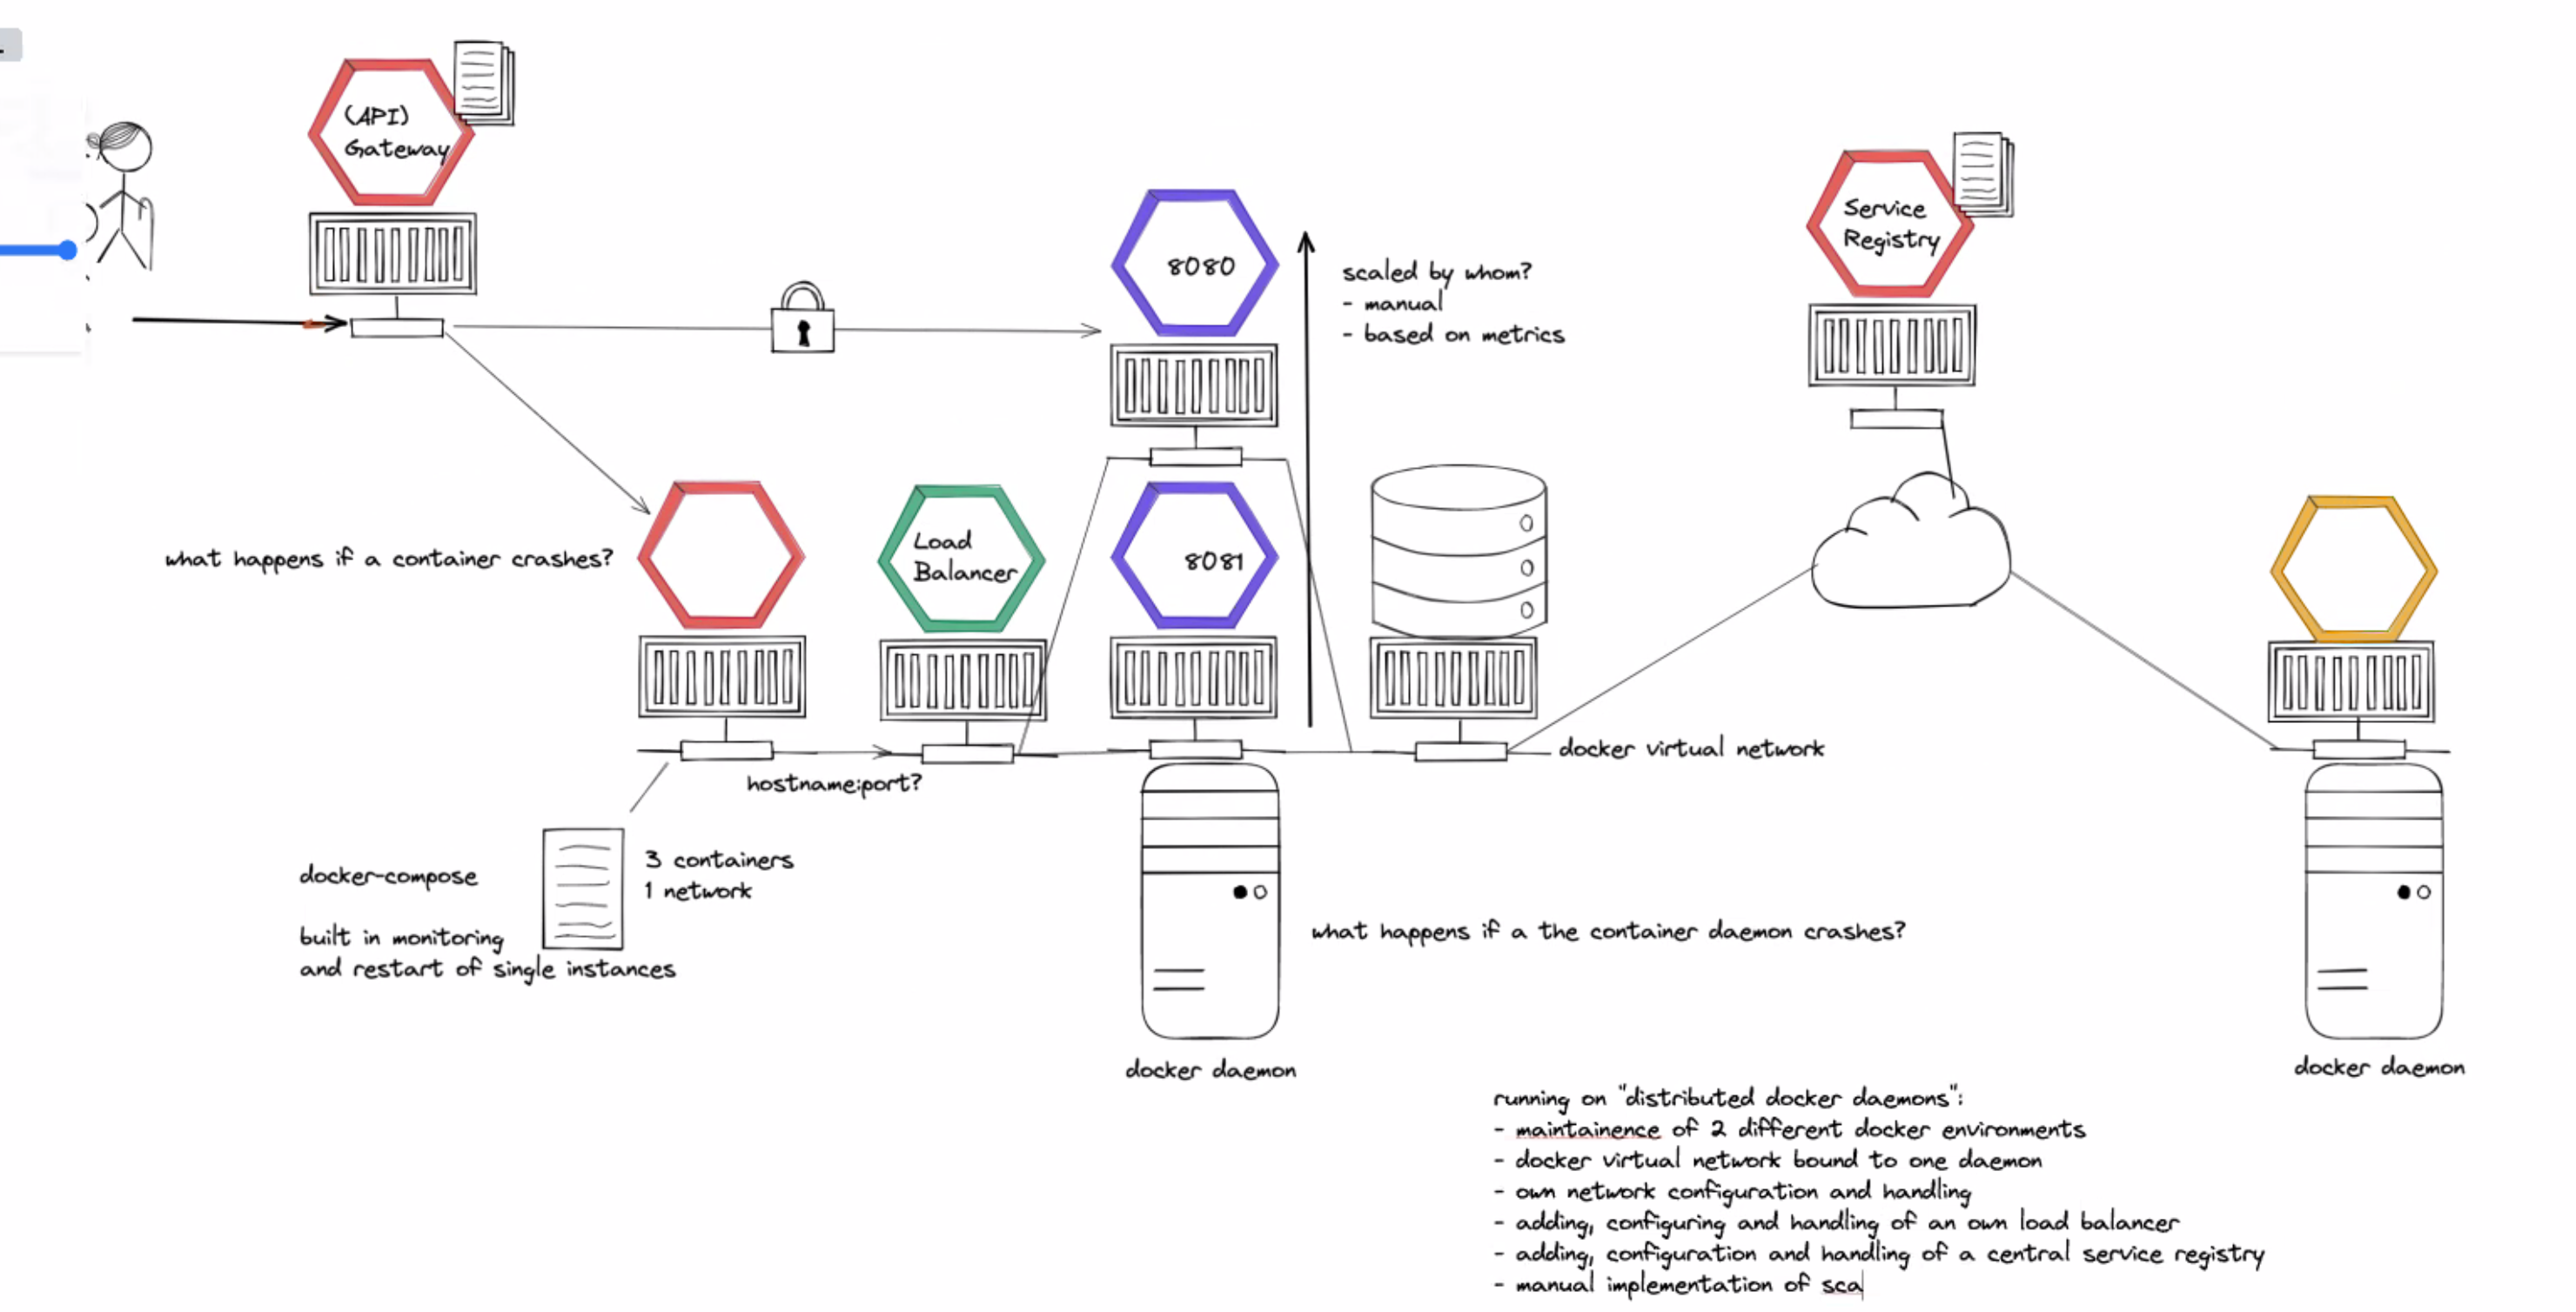 (API)
Gateway
8080
scaled by whom?
- manual
- based on metrics
Service
Registry
what happens if a container crashes?
Load
Balancer
8081
docker virtual network
hostname:port?
docker-compose
3 containers
1 network
built in monitoring
and restart of single instances
what happens if a the container daemon crashes?
docker daemon
docker daemon
running on "distributed docker daemons":
- maintainence of 2 different docker environments
- docker virtual network bound to one daemon
- own network configuration and handling
- adding, configuring and handling of an own load balancer
- adding, configuration and handling of a central service registry
- manual implementation of sca